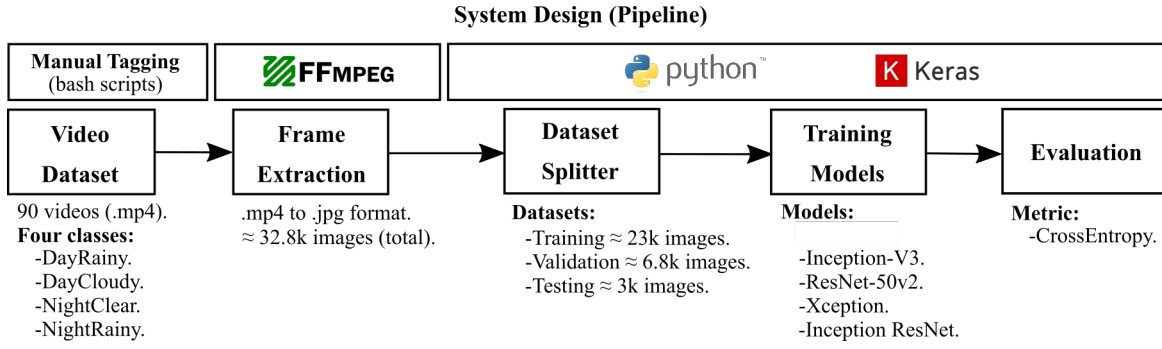 System Design (Pipeline)
Manual Tagging
(bash scripts)
FFMPEG
python™
K Keras
Video
Dataset
Frame
Extraction
Dataset
Splitter
Training
Models
Evaluation
90 videos (.mp4).
Four classes:
-DayRainy.
-DayCloudy.
-NightClear.
-NightRainy.
.mp4 to .jpg format.
≈ 32.8k images (total).
Datasets:
-Training ≈ 23k images.
-Validation ≈ 6.8k images.
-Testing ≈ 3k images.
Models:
-Inception-V3.
-ResNet-50v2.
-Xception.
-Inception ResNet.
Metric:
-CrossEntropy.